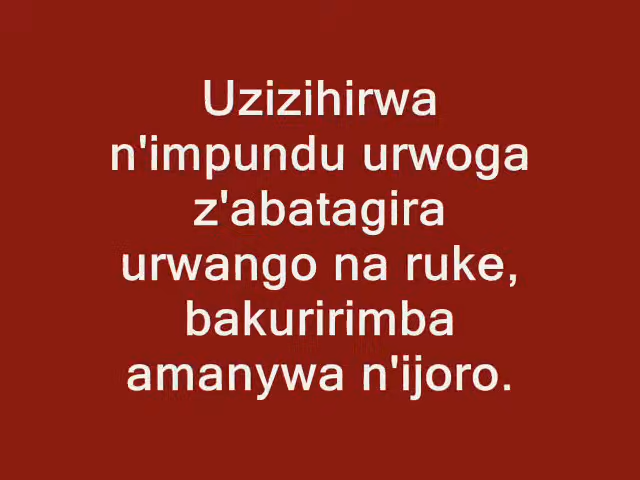 Uzizihirwa
n'impundu urwoga
z'abatagira
urwango na ruke,
bakuririmba
amanywa n'ijoro.